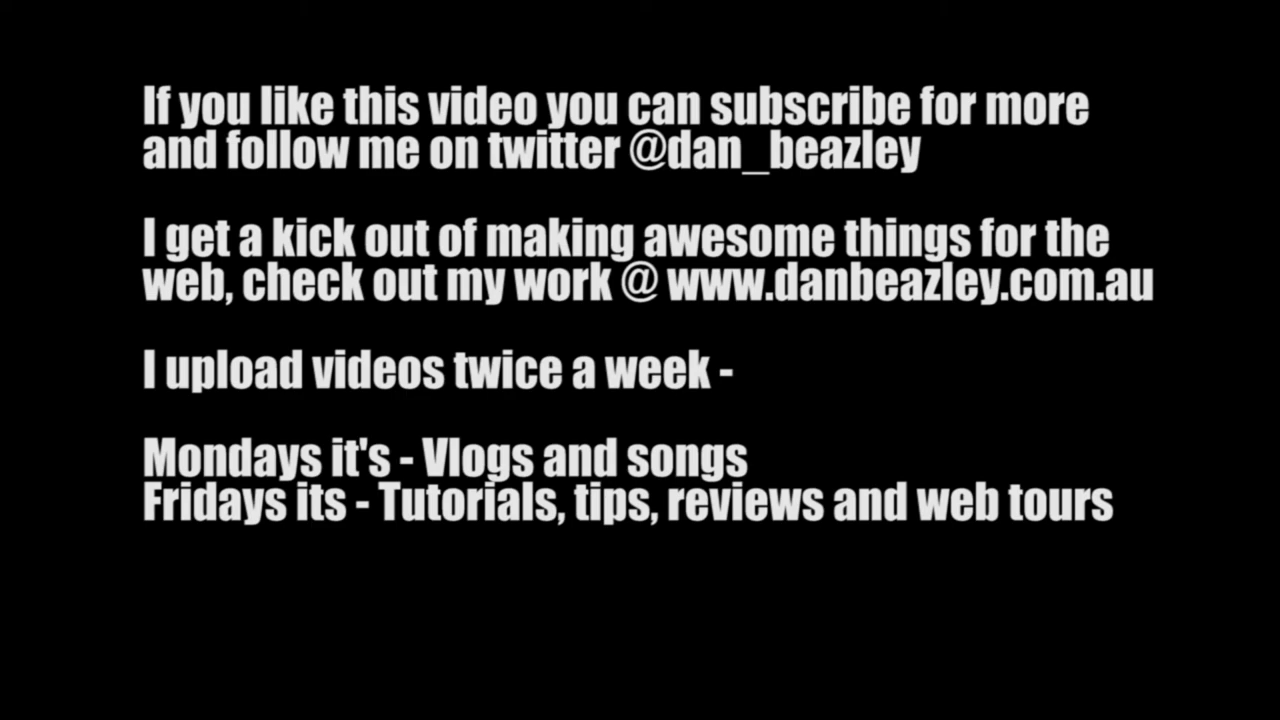 If you like this video you can subscribe for more
and follow me on twitter @dan_beazley
I get a kick out of making awesome things for the
web, check out my work @ www.danbeazley.com.au
I upload videos twice a week -
Mondays it's - Vlogs and songs
Fridays its - Tutorials, tips, reviews and web tours